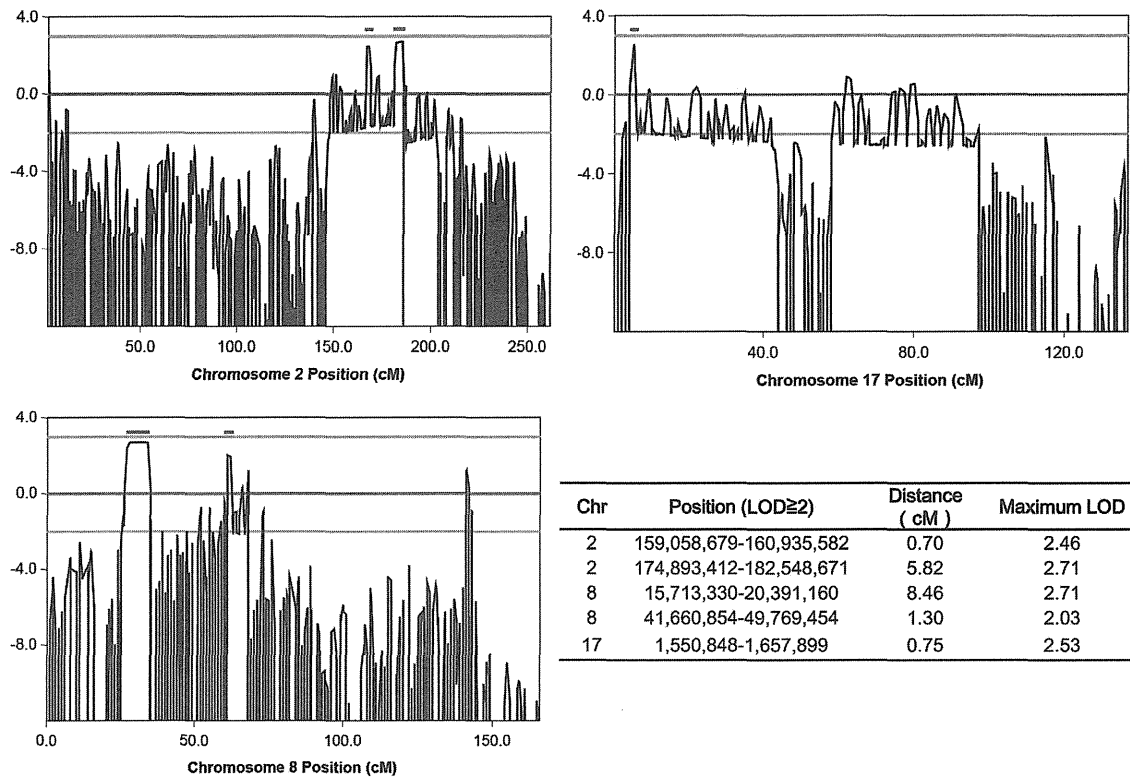 4.0
0.0
-4.0
-8.0
50.0 100.0 150.0 200.0 250.0
Chromosome 2 Position (cM)
4.0
0.0
-4.0
-8.0
40.0 80.0 120.0
Chromosome 17 Position (cM)
4.0
0.0
-4.0
-8.0
0.0 50.0 100.0 150.0
Chromosome 8 Position (cM)
Chr Position (LOD≧2) Distance ( cM ) Maximum LOD
2 159,058,679-160,935,582 0.70 2.46
2 174,893,412-182,548,671 5.82 2.71
8 15,713,330-20,391,160 8.46 2.71
8 41,660,854-49,769,454 1.30 2.03
17 1,550,848-1,657,899 0.75 2.53